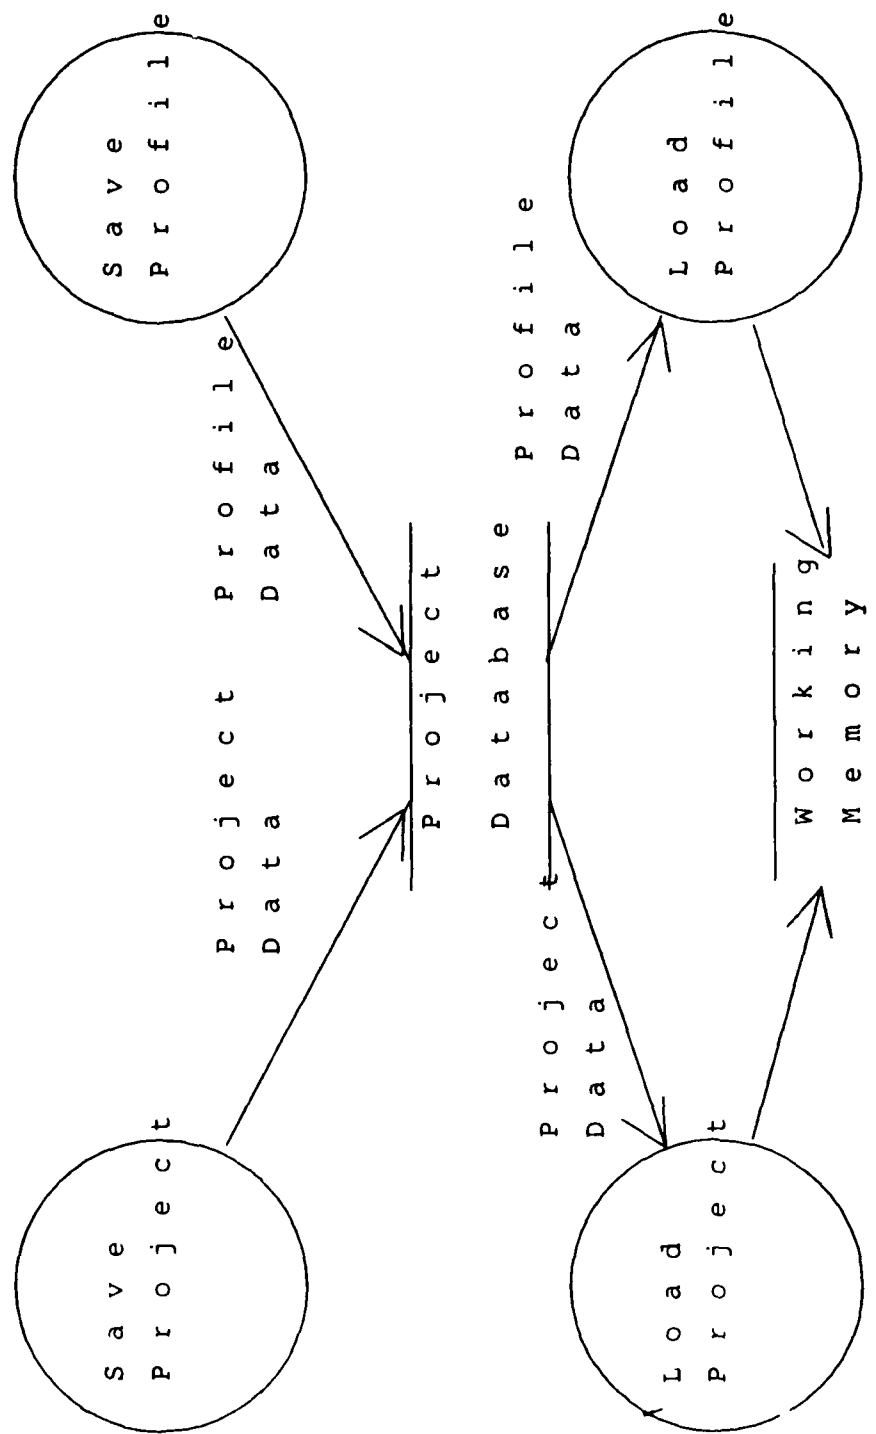 Save
Project
Save
Profile
Project
Data
Profile
Data
Project
Database
Project
Data
Profile
Data
Load
Project
Load
Profile
Working
Memory